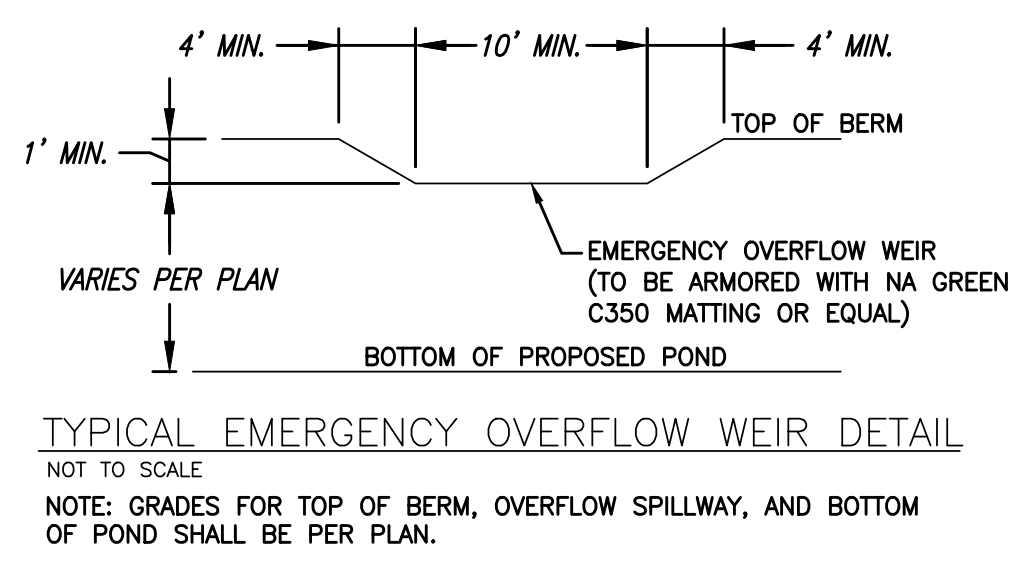 4' MIN.
10' MIN.
4' MIN.
TOP OF BERM
1' MIN.
EMERGENCY OVERFLOW WEIR
(TO BE ARMORED WITH NA GREEN
C350 MATTING OR EQUAL)
VARIES PER PLAN
BOTTOM OF PROPOSED POND
TYPICAL EMERGENCY OVERFLOW WEIR DETAIL
NOT TO SCALE
NOTE: GRADES FOR TOP OF BERM, OVERFLOW SPILLWAY, AND BOTTOM
OF POND SHALL BE PER PLAN.